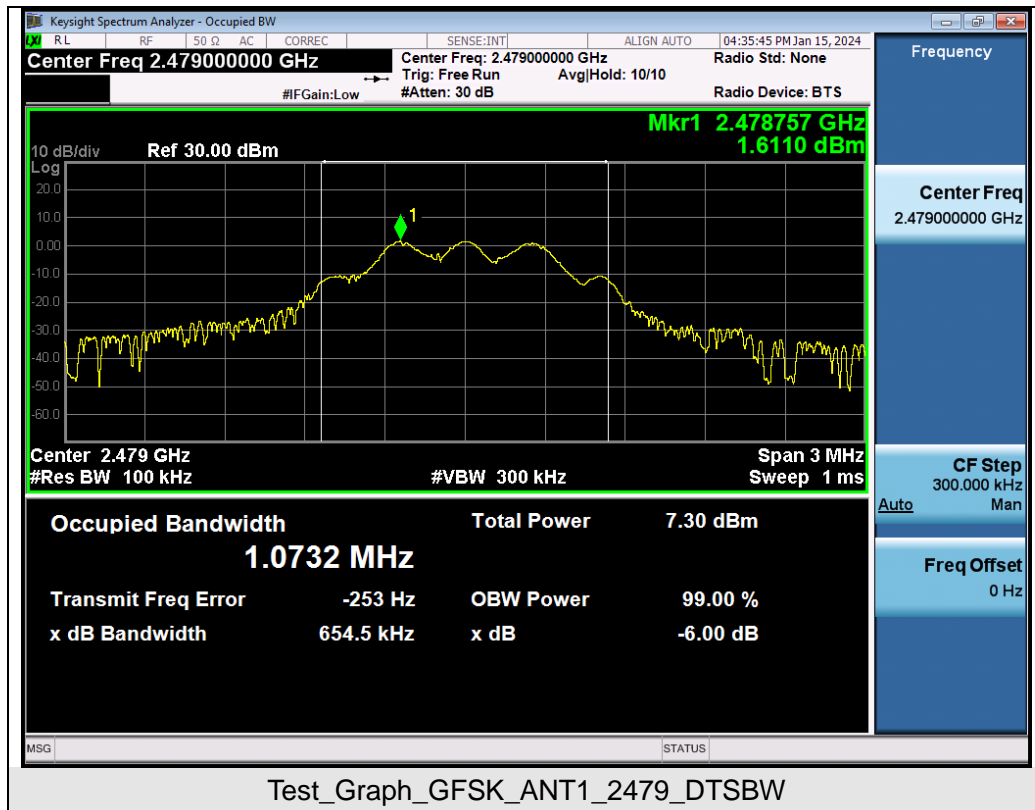 Keysight Spectrum Analyzer - Occupied BW
LXI RL RF 50 Ω AC CORREC SENSE:INT ALIGN AUTO 04:35:45 PM Jan 15, 2024
Center Freq 2.479000000 GHz
Center Freq: 2.479000000 GHz Radio Std: None
Trig: Free Run Avg|Hold: 10/10
#IFGain:Low #Atten: 30 dB Radio Device: BTS
Mkr1 2.478757 GHz
1.6110 dBm
10 dB/div Ref 30.00 dBm
Log
20.0
10.0
1
0.00
-10.0
-20.0
-30.0
-40.0
-50.0
-60.0
Center 2.479 GHz Span 3 MHz
#Res BW 100 kHz #VBW 300 kHz Sweep 1 ms
Occupied Bandwidth Total Power 7.30 dBm
1.0732 MHz
Transmit Freq Error -253 Hz OBW Power 99.00 %
x dB Bandwidth 654.5 kHz x dB -6.00 dB
Frequency
Center Freq
2.479000000 GHz
CF Step
300.000 kHz
Auto Man
Freq Offset
0 Hz
MSG STATUS
Test_Graph_GFSK_ANT1_2479_DTSBW